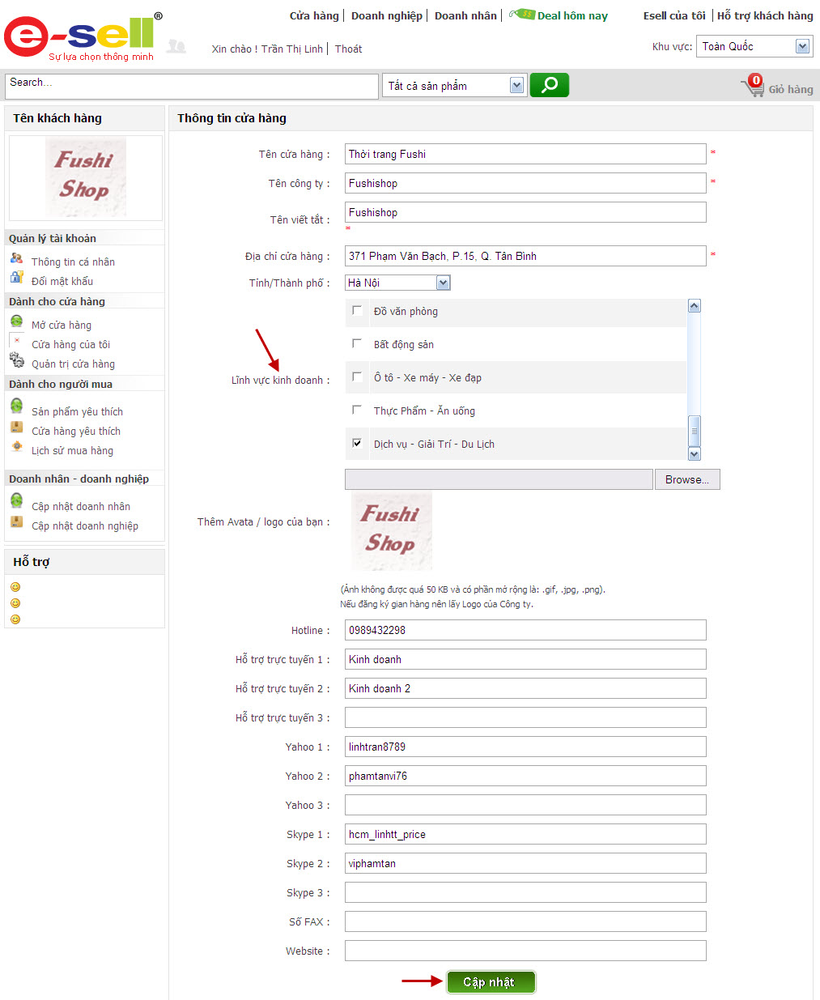 Cửa hàng | Doanh nghiệp | Doanh nhân | Deal hôm nay
Esell của tôi | Hỗ trợ khách hàng
e-sell®
Sự lựa chọn thông minh
Xin chào ! Trần Thị Linh | Thoát
Khu vực: Toàn Quốc
Search...
Tất cả sản phẩm
0
Giỏ hàng
Tên khách hàng
Fushi
Shop
Quản lý tài khoản
Thông tin cá nhân
Đổi mật khẩu
Dành cho cửa hàng
Mở cửa hàng
Cửa hàng của tôi
Quản trị cửa hàng
Dành cho người mua
Sản phẩm yêu thích
Cửa hàng yêu thích
Lịch sử mua hàng
Doanh nhân - doanh nghiệp
Cập nhật doanh nhân
Cập nhật doanh nghiệp
Hỗ trợ
Thông tin cửa hàng
Tên cửa hàng : Thời trang Fushi *
Tên công ty : Fushishop *
Tên viết tắt : Fushishop
*
Địa chỉ cửa hàng : 371 Phạm Văn Bạch, P.15, Q. Tân Bình *
Tỉnh/Thành phố : Hà Nội
Lĩnh vực kinh doanh :
Đồ văn phòng
Bất động sản
Ô tô - Xe máy - Xe đạp
Thực Phẩm - Ăn uống
Dịch vụ - Giải Trí - Du Lịch
Browse...
Thêm Avata / logo của bạn :
Fushi
Shop
(Ảnh không được quá 50 KB và có phần mở rộng là: .gif, .jpg, .png).
Nếu đăng ký gian hàng nên lấy Logo của Công ty.
Hotline : 0989432298
Hỗ trợ trực tuyến 1 : Kinh doanh
Hỗ trợ trực tuyến 2 : Kinh doanh 2
Hỗ trợ trực tuyến 3 :
Yahoo 1 : linhtran8789
Yahoo 2 : phamtanvi76
Yahoo 3 :
Skype 1 : hcm_linhtt_price
Skype 2 : viphamtan
Skype 3 :
Số FAX :
Website :
Cập nhật